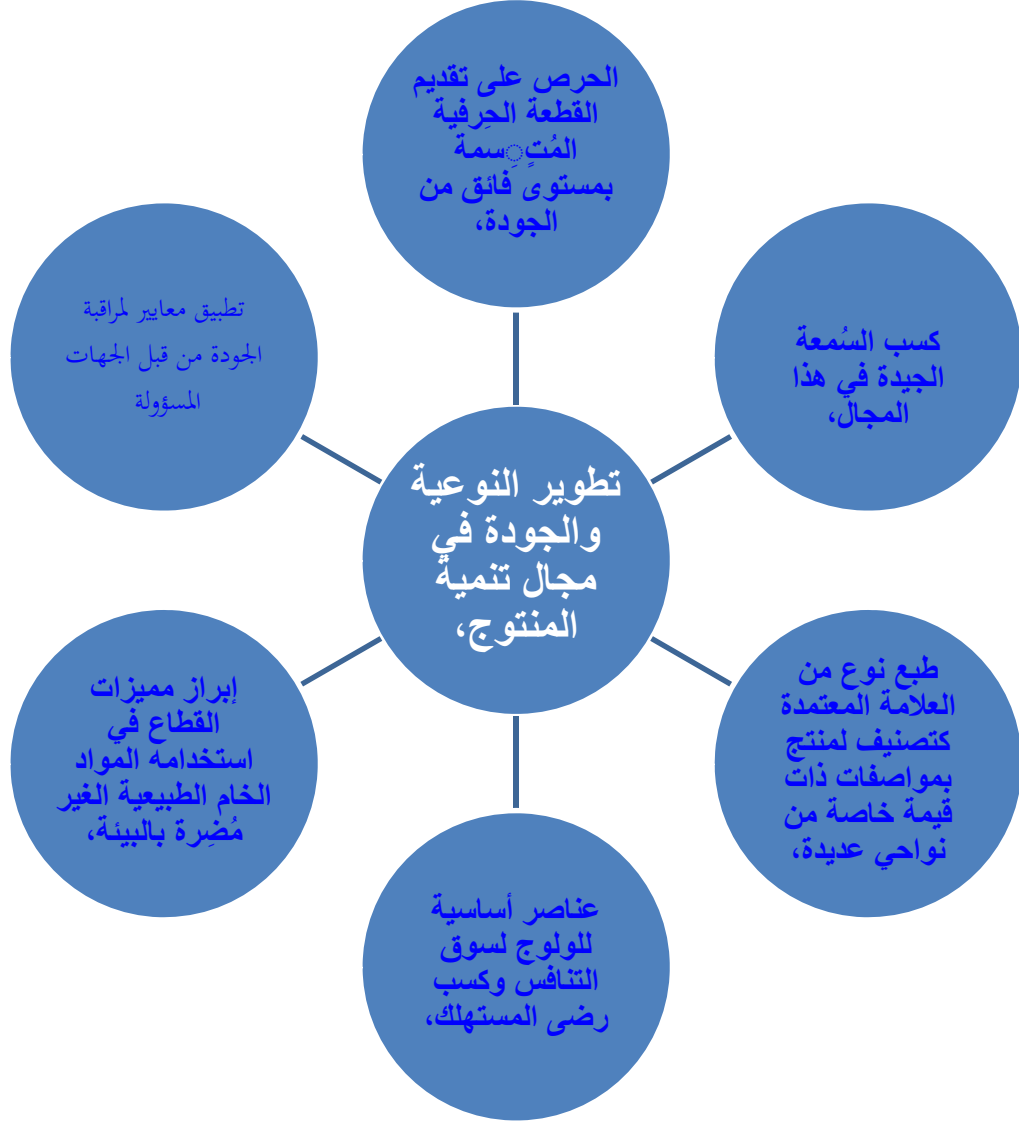 الحرص على تقديم
القطعة الحِرفية
المُتٍِسمة
بمستوى فائق من
الجودة،
كسب السُمعة
الجيدة في هذا
المجال،
طبع نوع من
العلامة المعتمدة
كتصنيف لمنتج
بمواصفات ذات
قيمة خاصة من
نواحي عديدة،
عناصر أساسية
للولوج لسوق
التنافس وكسب
رضى المستهلك،
إبراز مميزات
القطاع في
استخدامه المواد
الخام الطبيعية الغير
مُضِرة بالبيئة،
تطبيق معايير لمراقبة
الجودة من قبل الجهات
المسؤولة
تطوير النوعية
والجودة في
مجال تنمية
المنتوج،